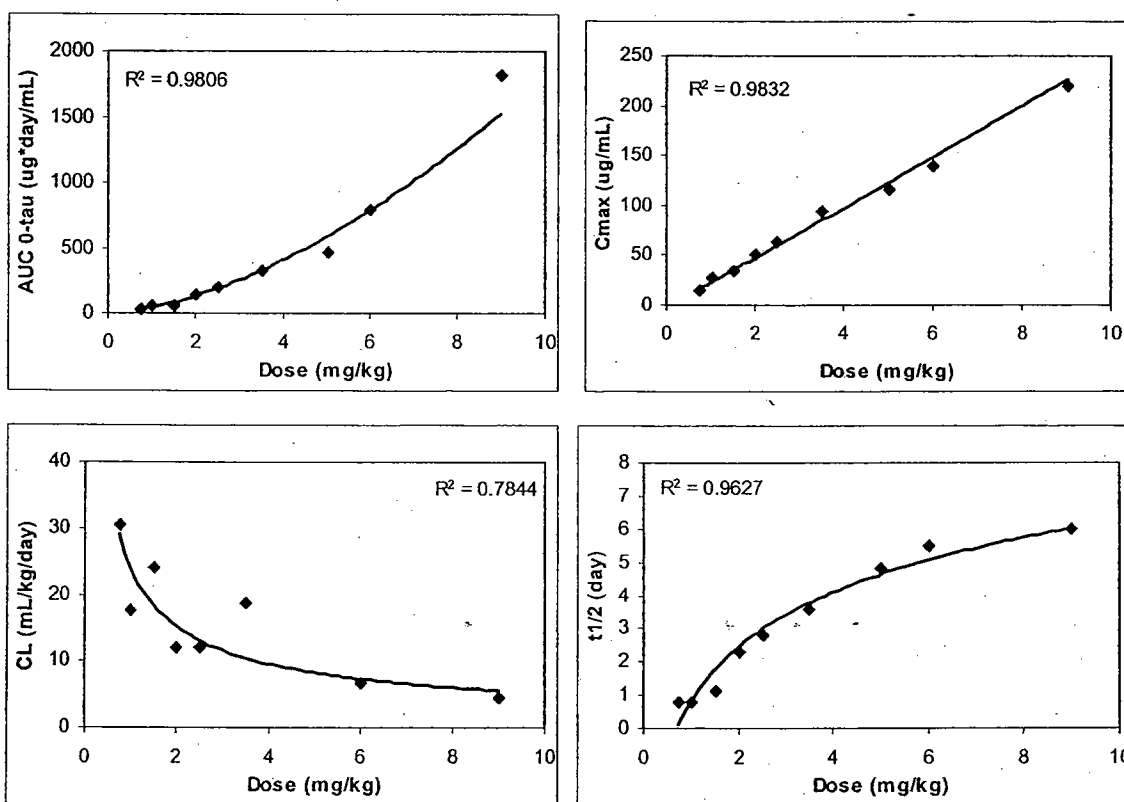 2000
1500
1000
500
0
AUC 0-tau (ug*day/mL)
R² = 0.9806
0 2 4 6 8 10
Dose (mg/kg)
250
200
150
100
50
0
Cmax (ug/mL)
R² = 0.9832
0 2 4 6 8 10
Dose (mg/kg)
40
30
20
10
0
CL (mL/kg/day)
R² = 0.7844
0 2 4 6 8 10
Dose (mg/kg)
8
7
6
5
4
3
2
1
0
t1/2 (day)
R² = 0.9627
0 2 4 6 8 10
Dose (mg/kg)